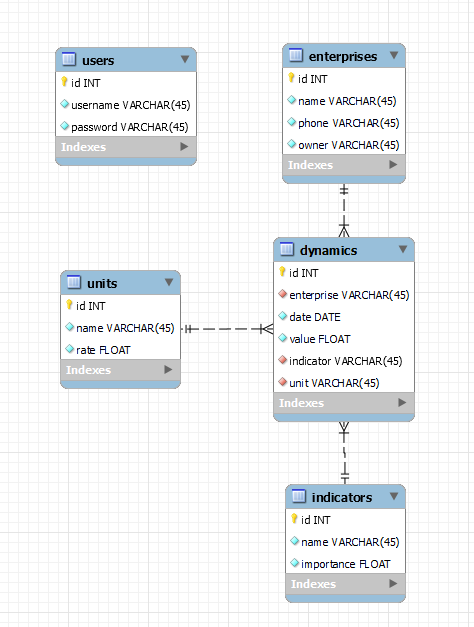 users
id INT
username VARCHAR(45)
password VARCHAR(45)
Indexes
enterprises
id INT
name VARCHAR(45)
phone VARCHAR(45)
owner VARCHAR(45)
Indexes
units
id INT
name VARCHAR(45)
rate FLOAT
Indexes
dynamics
id INT
enterprise VARCHAR(45)
date DATE
value FLOAT
indicator VARCHAR(45)
unit VARCHAR(45)
Indexes
indicators
id INT
name VARCHAR(45)
importance FLOAT
Indexes